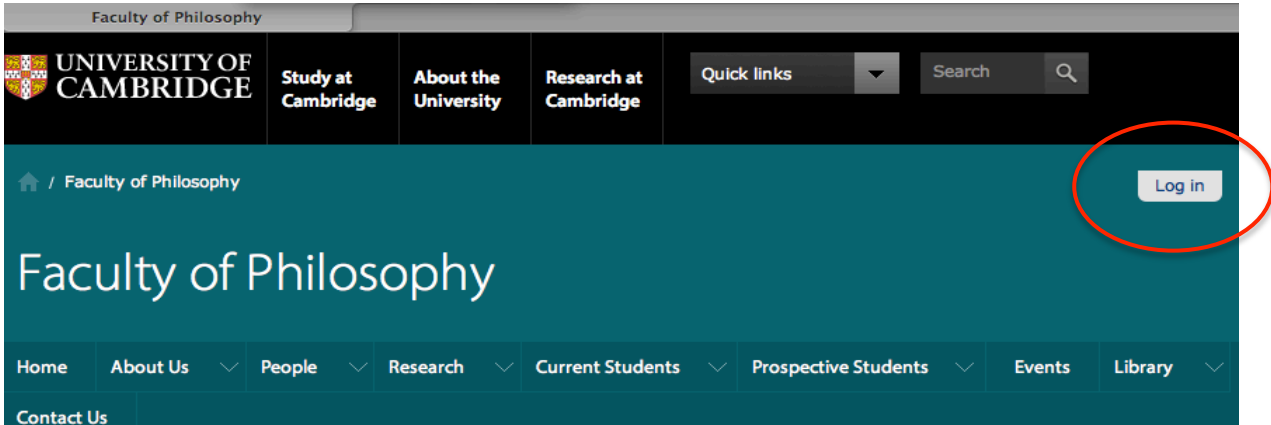 Faculty of Philosophy
UNIVERSITY OF
CAMBRIDGE
Study at
Cambridge
About the
University
Research at
Cambridge
Quick links
Search
/ Faculty of Philosophy
Log in
Faculty of Philosophy
Home About Us People Research Current Students Prospective Students Events Library
Contact Us